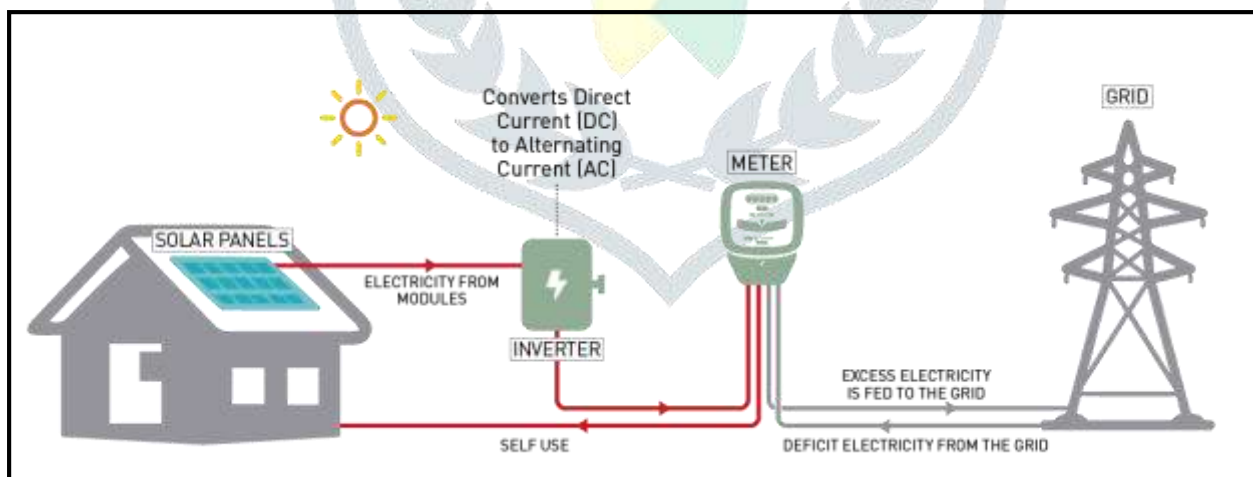 Converts Direct
Current (DC)
to Alternating
Current (AC)
GRID
METER
SOLAR PANELS
ELECTRICITY FROM
MODULES
INVERTER
EXCESS ELECTRICITY
IS FED TO THE GRID
SELF USE
DEFICIT ELECTRICITY FROM THE GRID